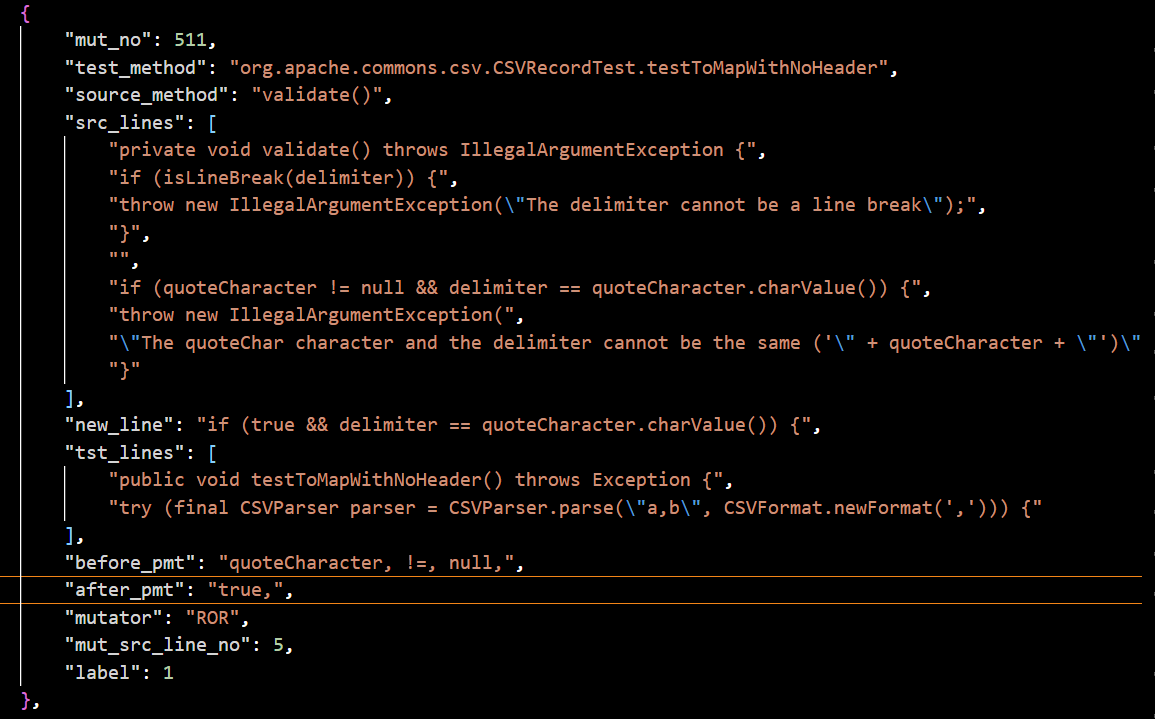 {
"mut_no": 511,
"test_method": "org.apache.commons.csv.CSVRecordTest.testToMapWithNoHeader",
"source_method": "validate()",
"src_lines": [
"private void validate() throws IllegalArgumentException {",
"if (isLineBreak(delimiter)) {",
"throw new IllegalArgumentException(\"The delimiter cannot be a line break\");",
"}",
"",
"if (quoteCharacter != null && delimiter == quoteCharacter.charValue()) {",
"throw new IllegalArgumentException(",
"\"The quoteChar character and the delimiter cannot be the same ('\" + quoteCharacter + \"')\"
"}"
],
"new_line": "if (true && delimiter == quoteCharacter.charValue()) {",
"tst_lines": [
"public void testToMapWithNoHeader() throws Exception {",
"try (final CSVParser parser = CSVParser.parse(\"a,b\", CSVFormat.newFormat(','))) {"
],
"before_pmt": "quoteCharacter, !=, null,",
"after_pmt": "true,",
"mutator": "ROR",
"mut_src_line_no": 5,
"label": 1
},